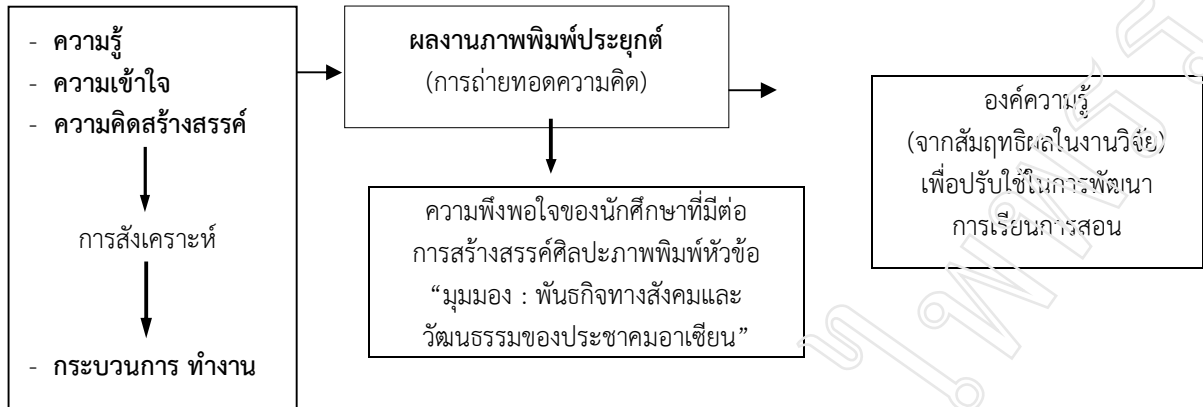 - ความรู้
- ความเข้าใจ
- ความคิดสร้างสรรค์
การสังเคราะห์
- กระบวนการ ทำงาน
ผลงานภาพพิมพ์ประยุกต์
(การถ่ายทอดความคิด)
ความพึงพอใจของนักศึกษาที่มีต่อ
การสร้างสรรค์ศิลปะภาพพิมพ์หัวข้อ
“มุมมอง : พันธกิจทางสังคมและ
วัฒนธรรมของประชาคมอาเซียน”
องค์ความรู้
(จากสัมฤทธิผลในงานวิจัย)
เพื่อปรับใช้ในการพัฒนา
การเรียนการสอน